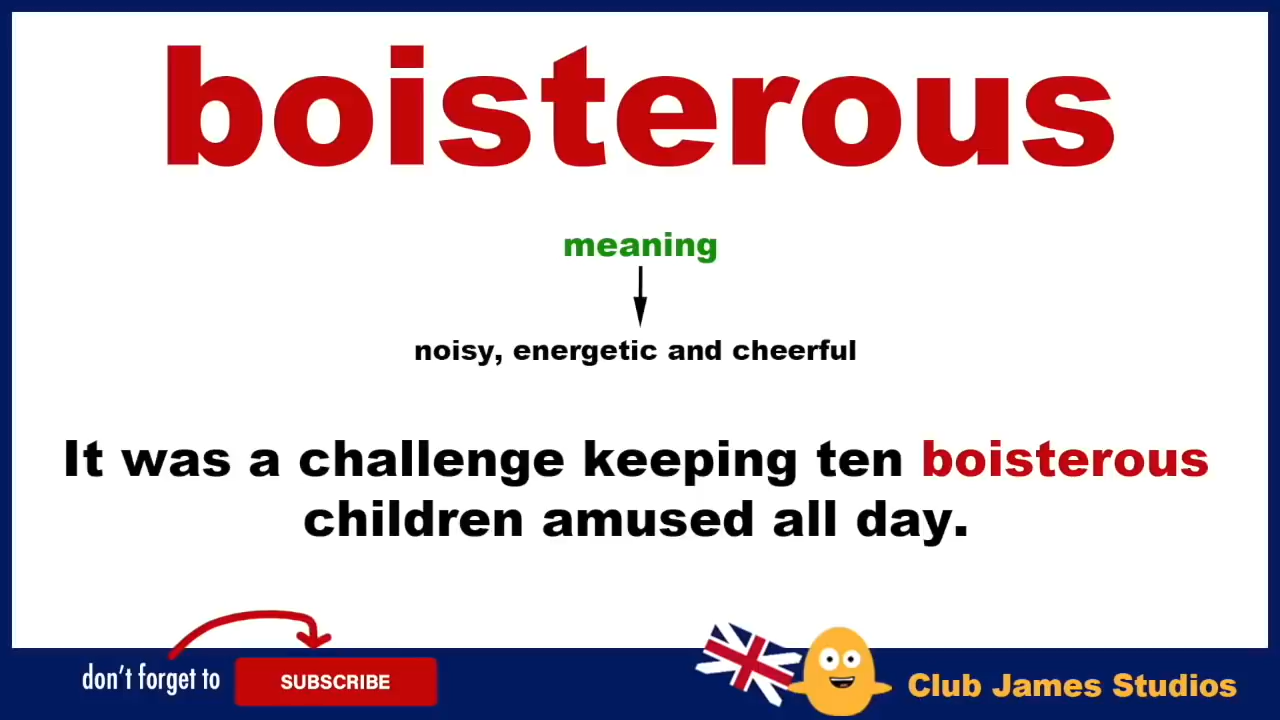 boisterous
meaning
noisy, energetic and cheerful
It was a challenge keeping ten boisterous
children amused all day.
don't forget to
SUBSCRIBE
Club James Studios